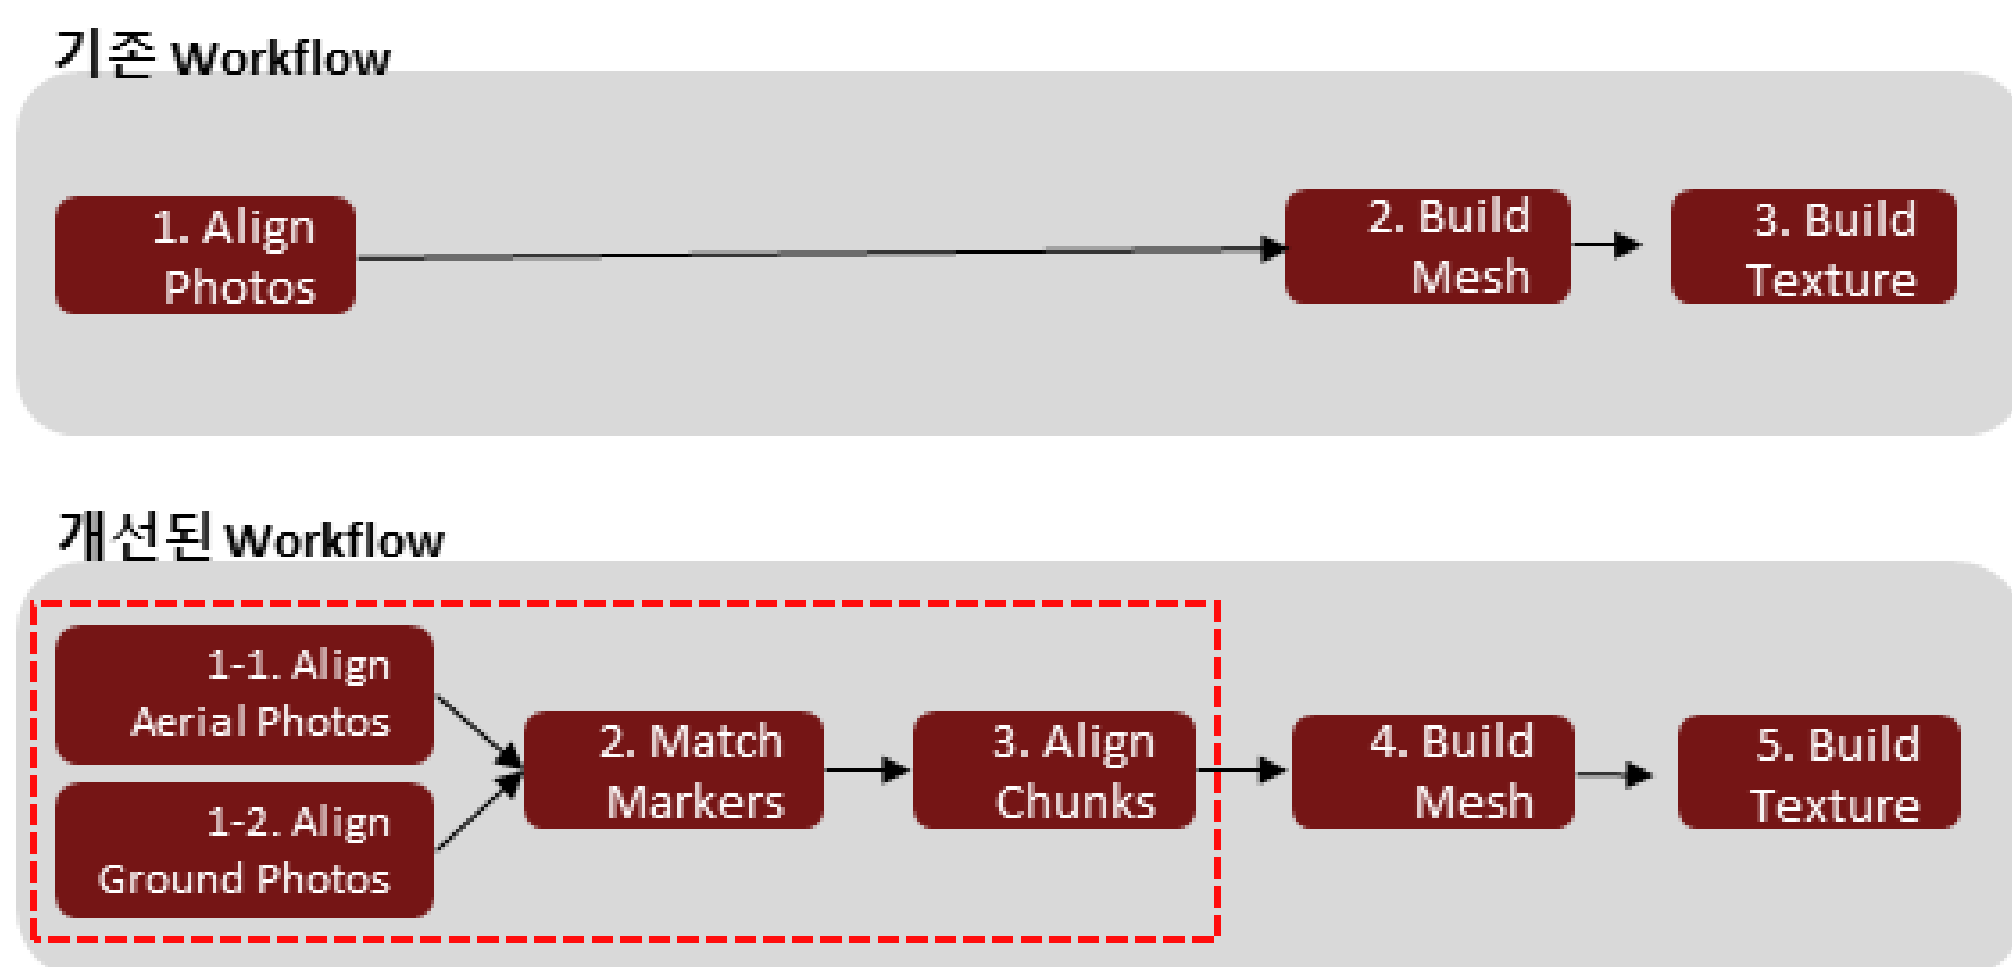 기존 Workflow
1. Align
Photos
2. Build
Mesh
3. Build
Texture
개선된 Workflow
1-1. Align
Aerial Photos
1-2. Align
Ground Photos
2. Match
Markers
3. Align
Chunks
4. Build
Mesh
5. Build
Texture